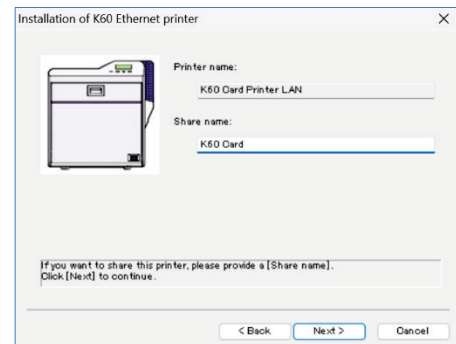 Installation of K60 Ethernet printer
Printer name:
K60 Card Printer LAN
Share name:
K60 Card
If you want to share this printer, please provide a [Share name].
Click [Next] to continue.
< Back
Next >
Cancel